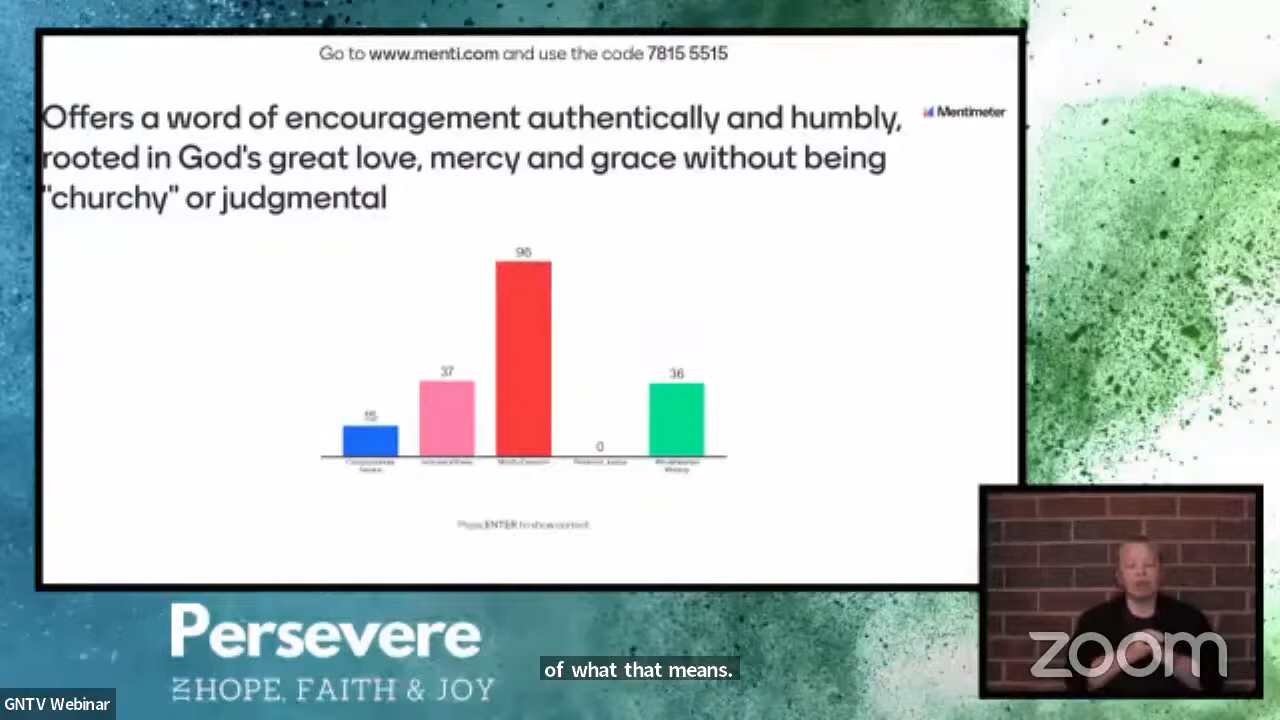 Go to www.menti.com and use the code 7815 5515
Offers a word of encouragement authentically and humbly,
rooted in God's great love, mercy and grace without being
"churchy" or judgmental
Mentimeter
96
37
36
0
Press ENTER to show correct
Persevere
IN HOPE, FAITH & JOY
of what that means.
zoom
GNTV Webinar